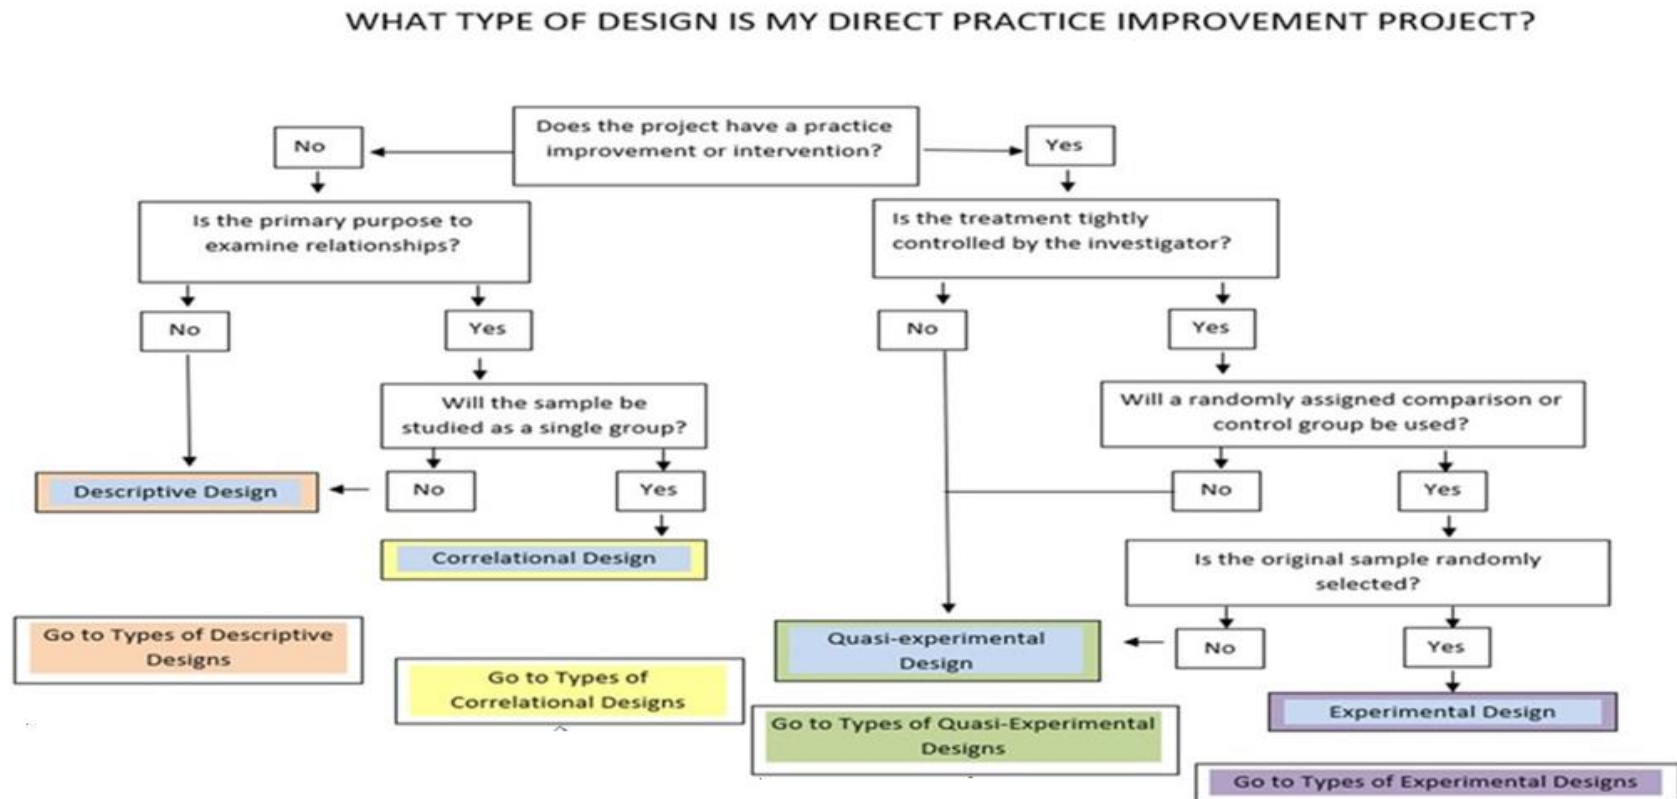 WHAT TYPE OF DESIGN IS MY DIRECT PRACTICE IMPROVEMENT PROJECT?
Does the project have a practice
improvement or intervention?
No
Yes
Is the primary purpose to
examine relationships?
Is the treatment tightly
controlled by the investigator?
No
Yes
No
Yes
Will the sample be
studied as a single group?
Will a randomly assigned comparison or
control group be used?
Descriptive Design
No
Yes
No
Yes
Correlational Design
Is the original sample randomly
selected?
Go to Types of Descriptive
Designs
Quasi-experimental
Design
No
Yes
Go to Types of
Correlational Designs
Experimental Design
Go to Types of Quasi-Experimental
Designs
Go to Types of Experimental Designs